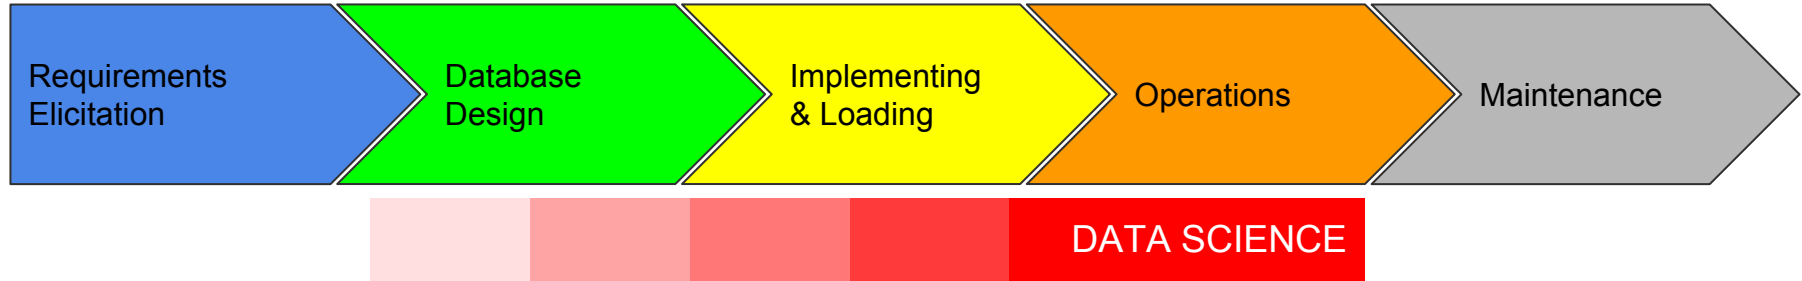 Requirements
Elicitation
Database
Design
Implementing
& Loading
Operations
Maintenance
DATA SCIENCE